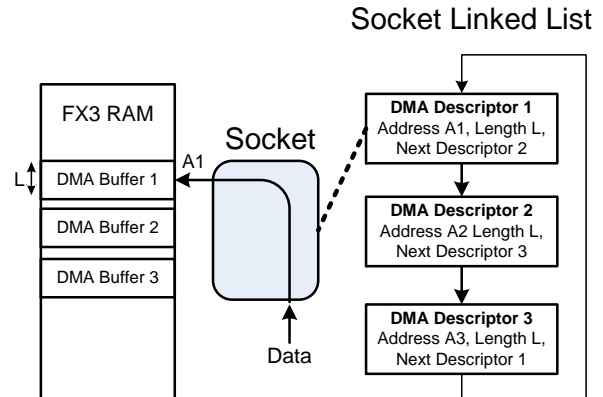 Socket Linked List
FX3 RAM
Socket
A1
L
DMA Buffer 1
DMA Buffer 2
DMA Buffer 3
Data
DMA Descriptor 1
Address A1, Length L,
Next Descriptor 2
DMA Descriptor 2
Address A2 Length L,
Next Descriptor 3
DMA Descriptor 3
Address A3, Length L,
Next Descriptor 1